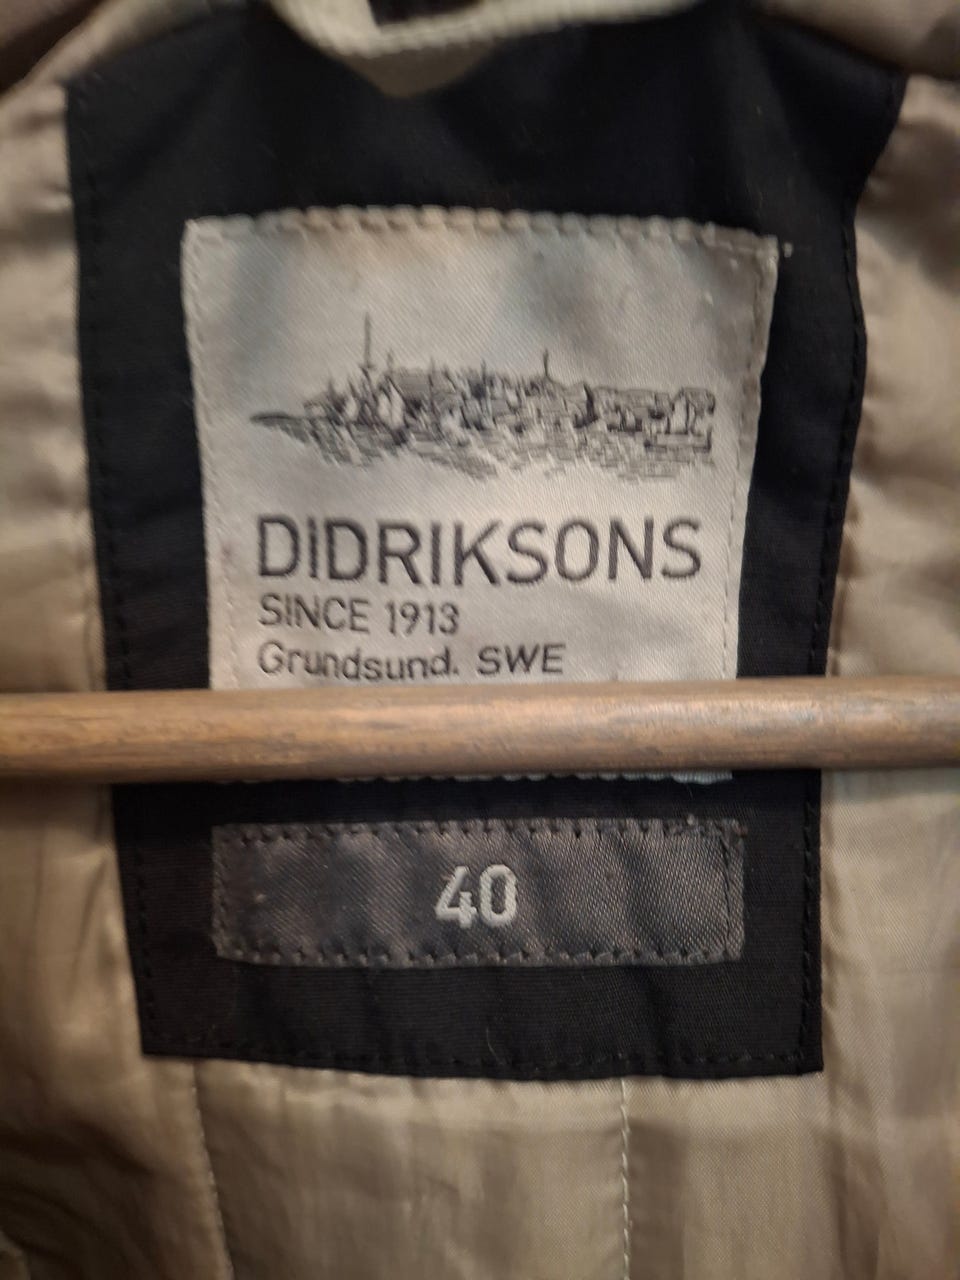 DIDRIKSONS
SINCE 1913
Grundsund. SWE
40